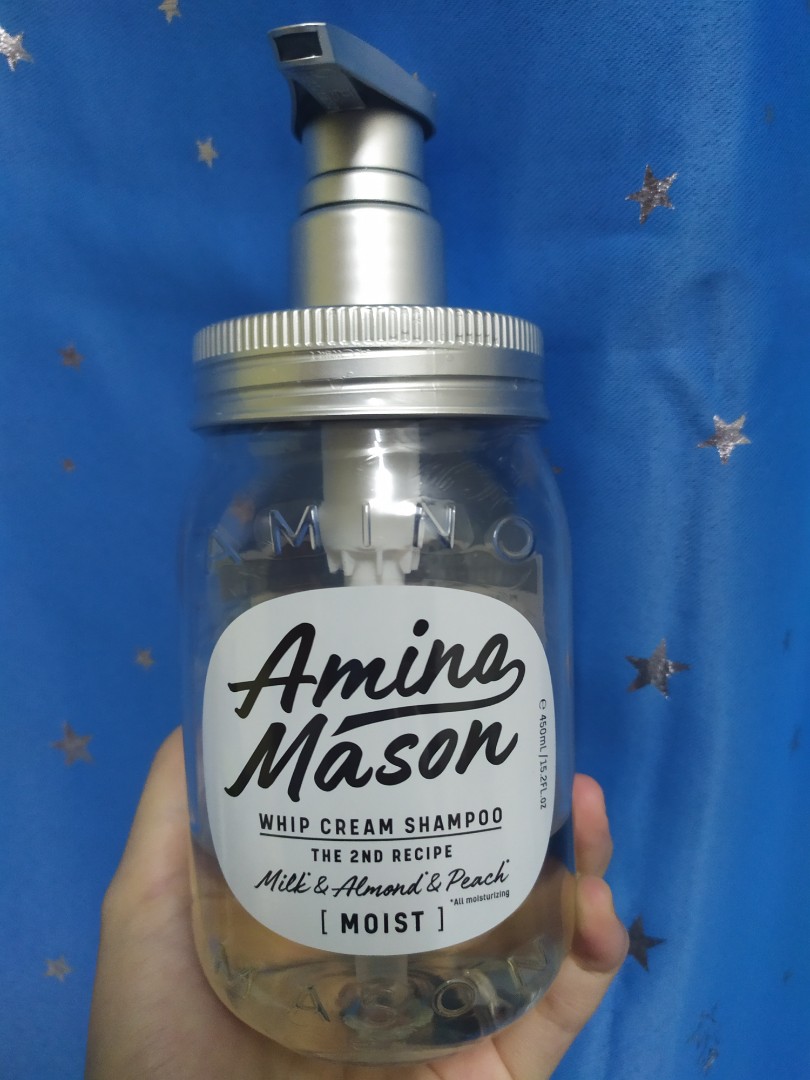 AMINO
Amino
Mason
WHIP CREAM SHAMPOO
THE 2ND RECIPE
Milk* & Almond* & Peach*
*All moisturizing
[ MOIST ]
℮ 450mL / 15.2FL.oz
MASON